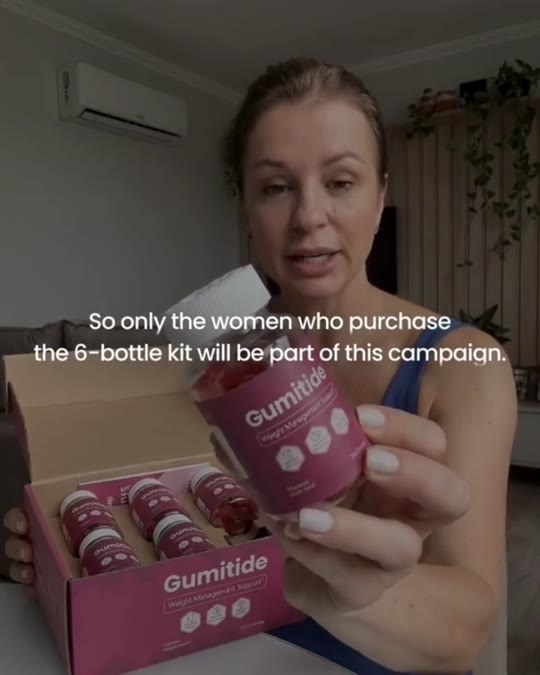 So only the women who purchase
the 6-bottle kit will be part of this campaign.
Gumitide
Weight Management Support*
Gumitide
Weight Management Support*